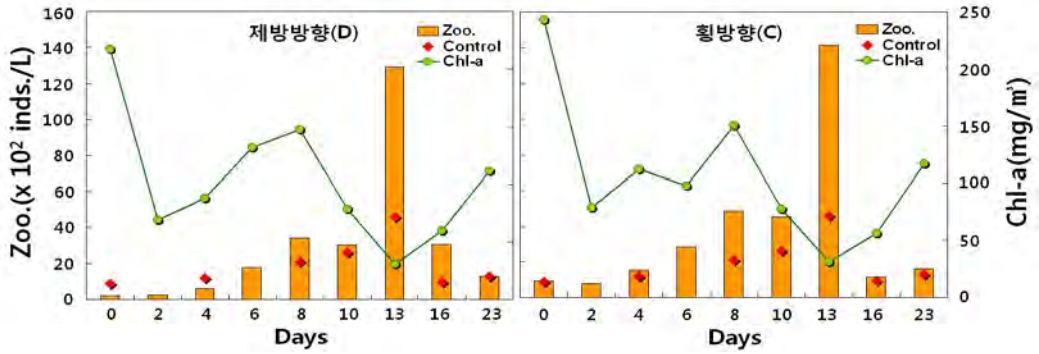 제방방향(D)
Zoo.
Control
Chl-a
160
140
120
100
80
60
40
20
0
Zoo.(x 10² inds./L)
0 2 4 6 8 10 13 16 23
Days
횡방향(C)
Zoo.
Control
Chl-a
250
200
150
100
50
0
Chl-a(mg/㎥)
0 2 4 6 8 10 13 16 23
Days